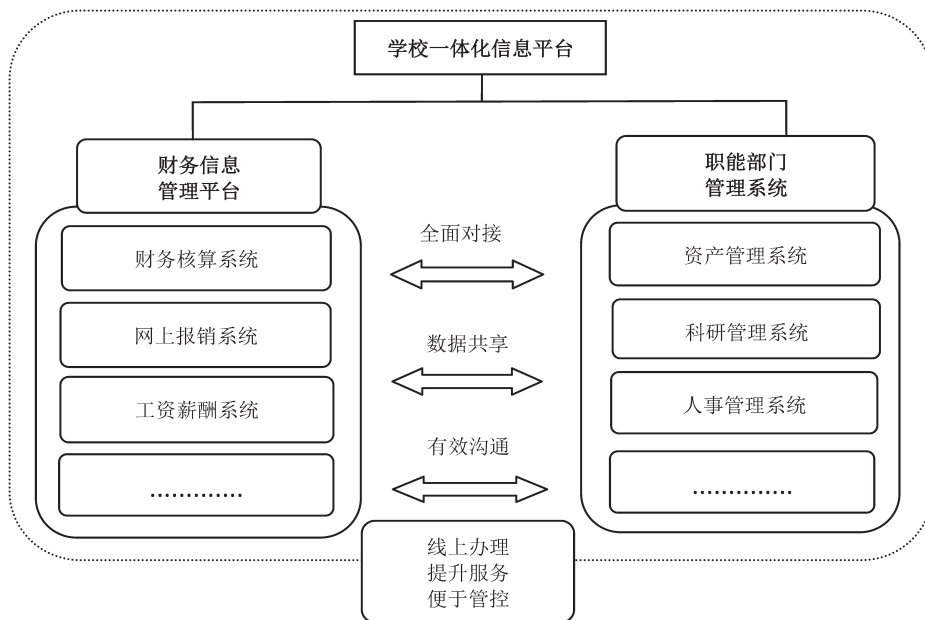 学校一体化信息平台
财务信息
管理平台
职能部门
管理系统
财务核算系统
网上报销系统
工资薪酬系统
.............
全面对接
数据共享
有效沟通
资产管理系统
科研管理系统
人事管理系统
..............
线上办理
提升服务
便于管控